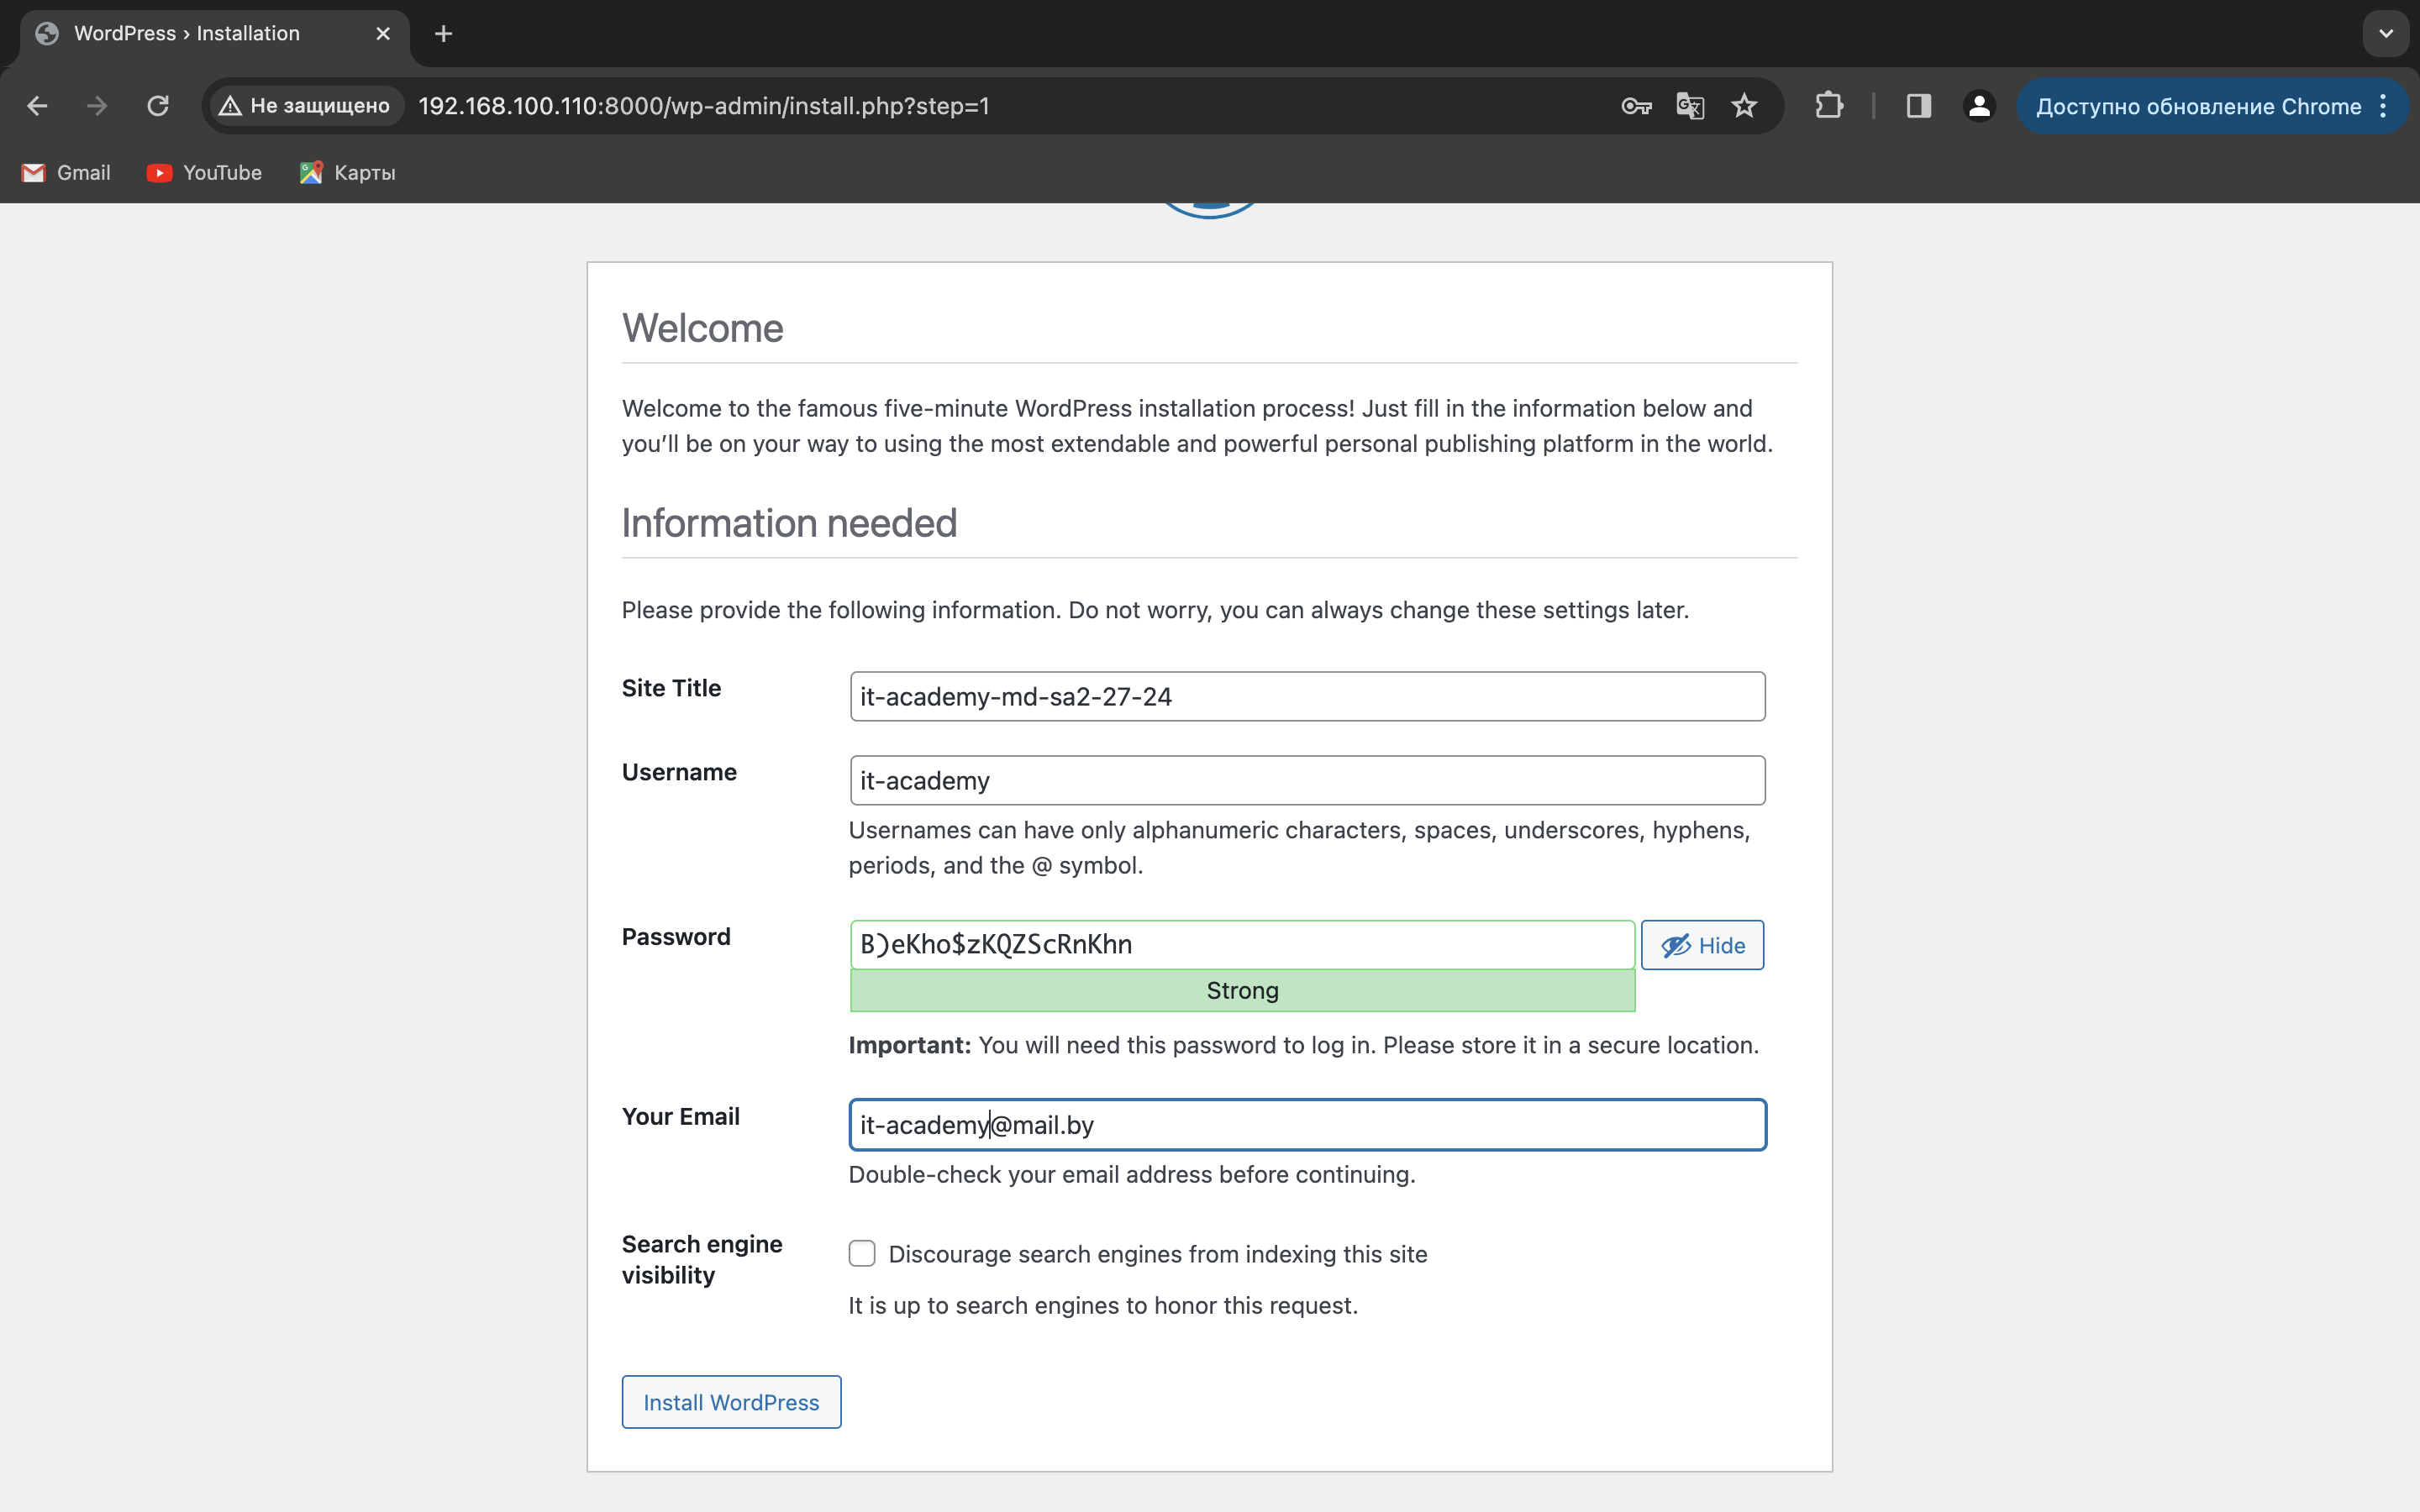 WordPress › Installation
Не защищено
192.168.100.110:8000/wp-admin/install.php?step=1
Доступно обновление Chrome
Gmail
YouTube
Карты
Welcome
Welcome to the famous five-minute WordPress installation process! Just fill in the information below and
you’ll be on your way to using the most extendable and powerful personal publishing platform in the world.
Information needed
Please provide the following information. Do not worry, you can always change these settings later.
Site Title
it-academy-md-sa2-27-24
Username
it-academy
Usernames can have only alphanumeric characters, spaces, underscores, hyphens,
periods, and the @ symbol.
Password
B)eKho$zKQZScRnKhn
Hide
Strong
Important: You will need this password to log in. Please store it in a secure location.
Your Email
it-academy@mail.by
Double-check your email address before continuing.
Search engine
visibility
Discourage search engines from indexing this site
It is up to search engines to honor this request.
Install WordPress